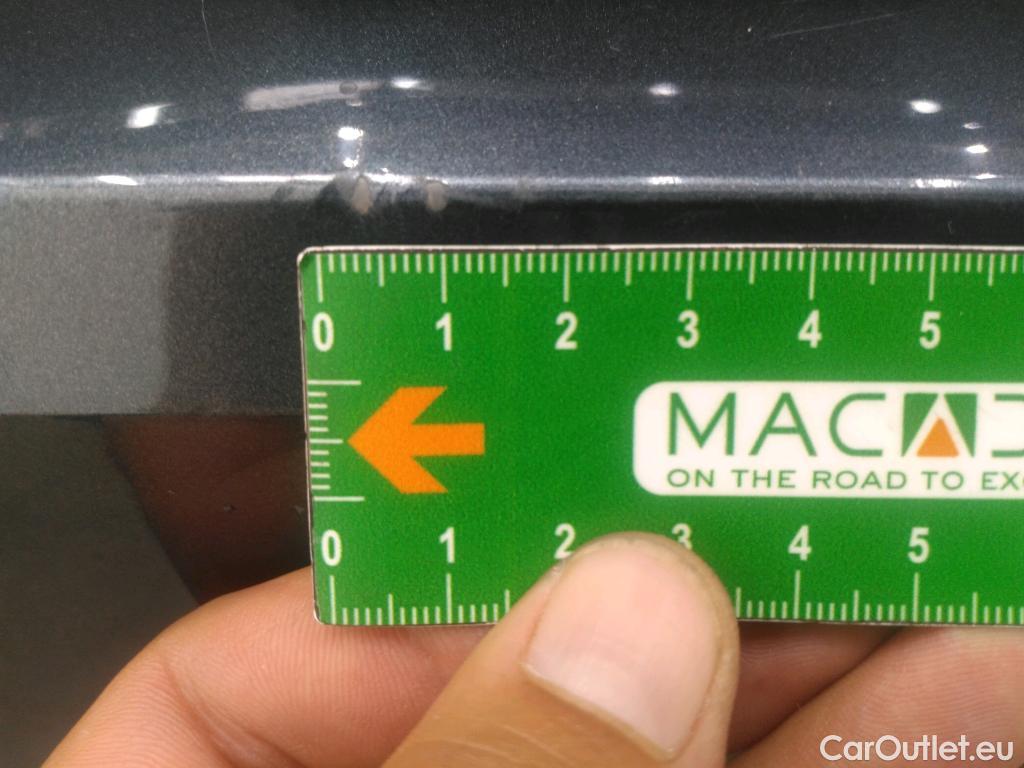 0 1 2 3 4 5
MAC
ON THE ROAD TO
0 1 2 3 4 5
CarOutlet.eu